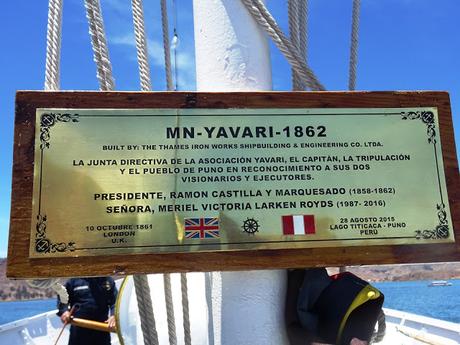 MN-YAVARI-1862
BUILT BY: THE THAMES IRON WORKS SHIPBUILDING & ENGINEERING CO. LTDA.
LA JUNTA DIRECTIVA DE LA ASOCIACIÓN YAVARI, EL CAPITÁN, LA TRIPULACIÓN
Y EL PUEBLO DE PUNO EN RECONOCIMIENTO A SUS DOS
VISIONARIOS Y EJECUTORES.
PRESIDENTE, RAMON CASTILLA Y MARQUESADO (1858-1862)
SEÑORA, MERIEL VICTORIA LARKEN ROYDS (1987- 2016)
10 OCTUBRE 1861
LONDON
U.K.
28 AGOSTO 2015
LAGO TITICACA - PUNO
PERÚ